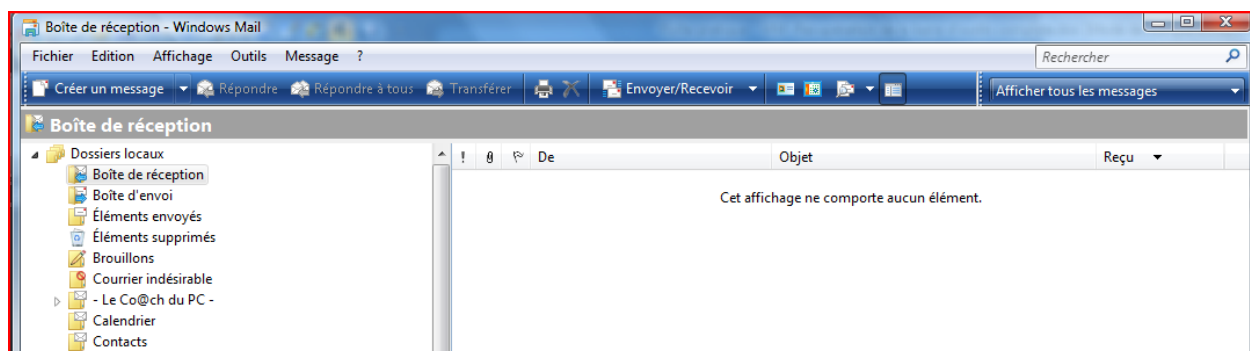 Boîte de réception - Windows Mail
Fichier Edition Affichage Outils Message ?
Rechercher
Créer un message Répondre Répondre à tous Transférer Envoyer/Recevoir Afficher tous les messages
Boîte de réception
Dossiers locaux
! De Objet Reçu
Boîte de réception
Cet affichage ne comporte aucun élément.
Boîte d'envoi
Éléments envoyés
Éléments supprimés
Brouillons
Courrier indésirable
- Le Co@ch du PC -
Calendrier
Contacts